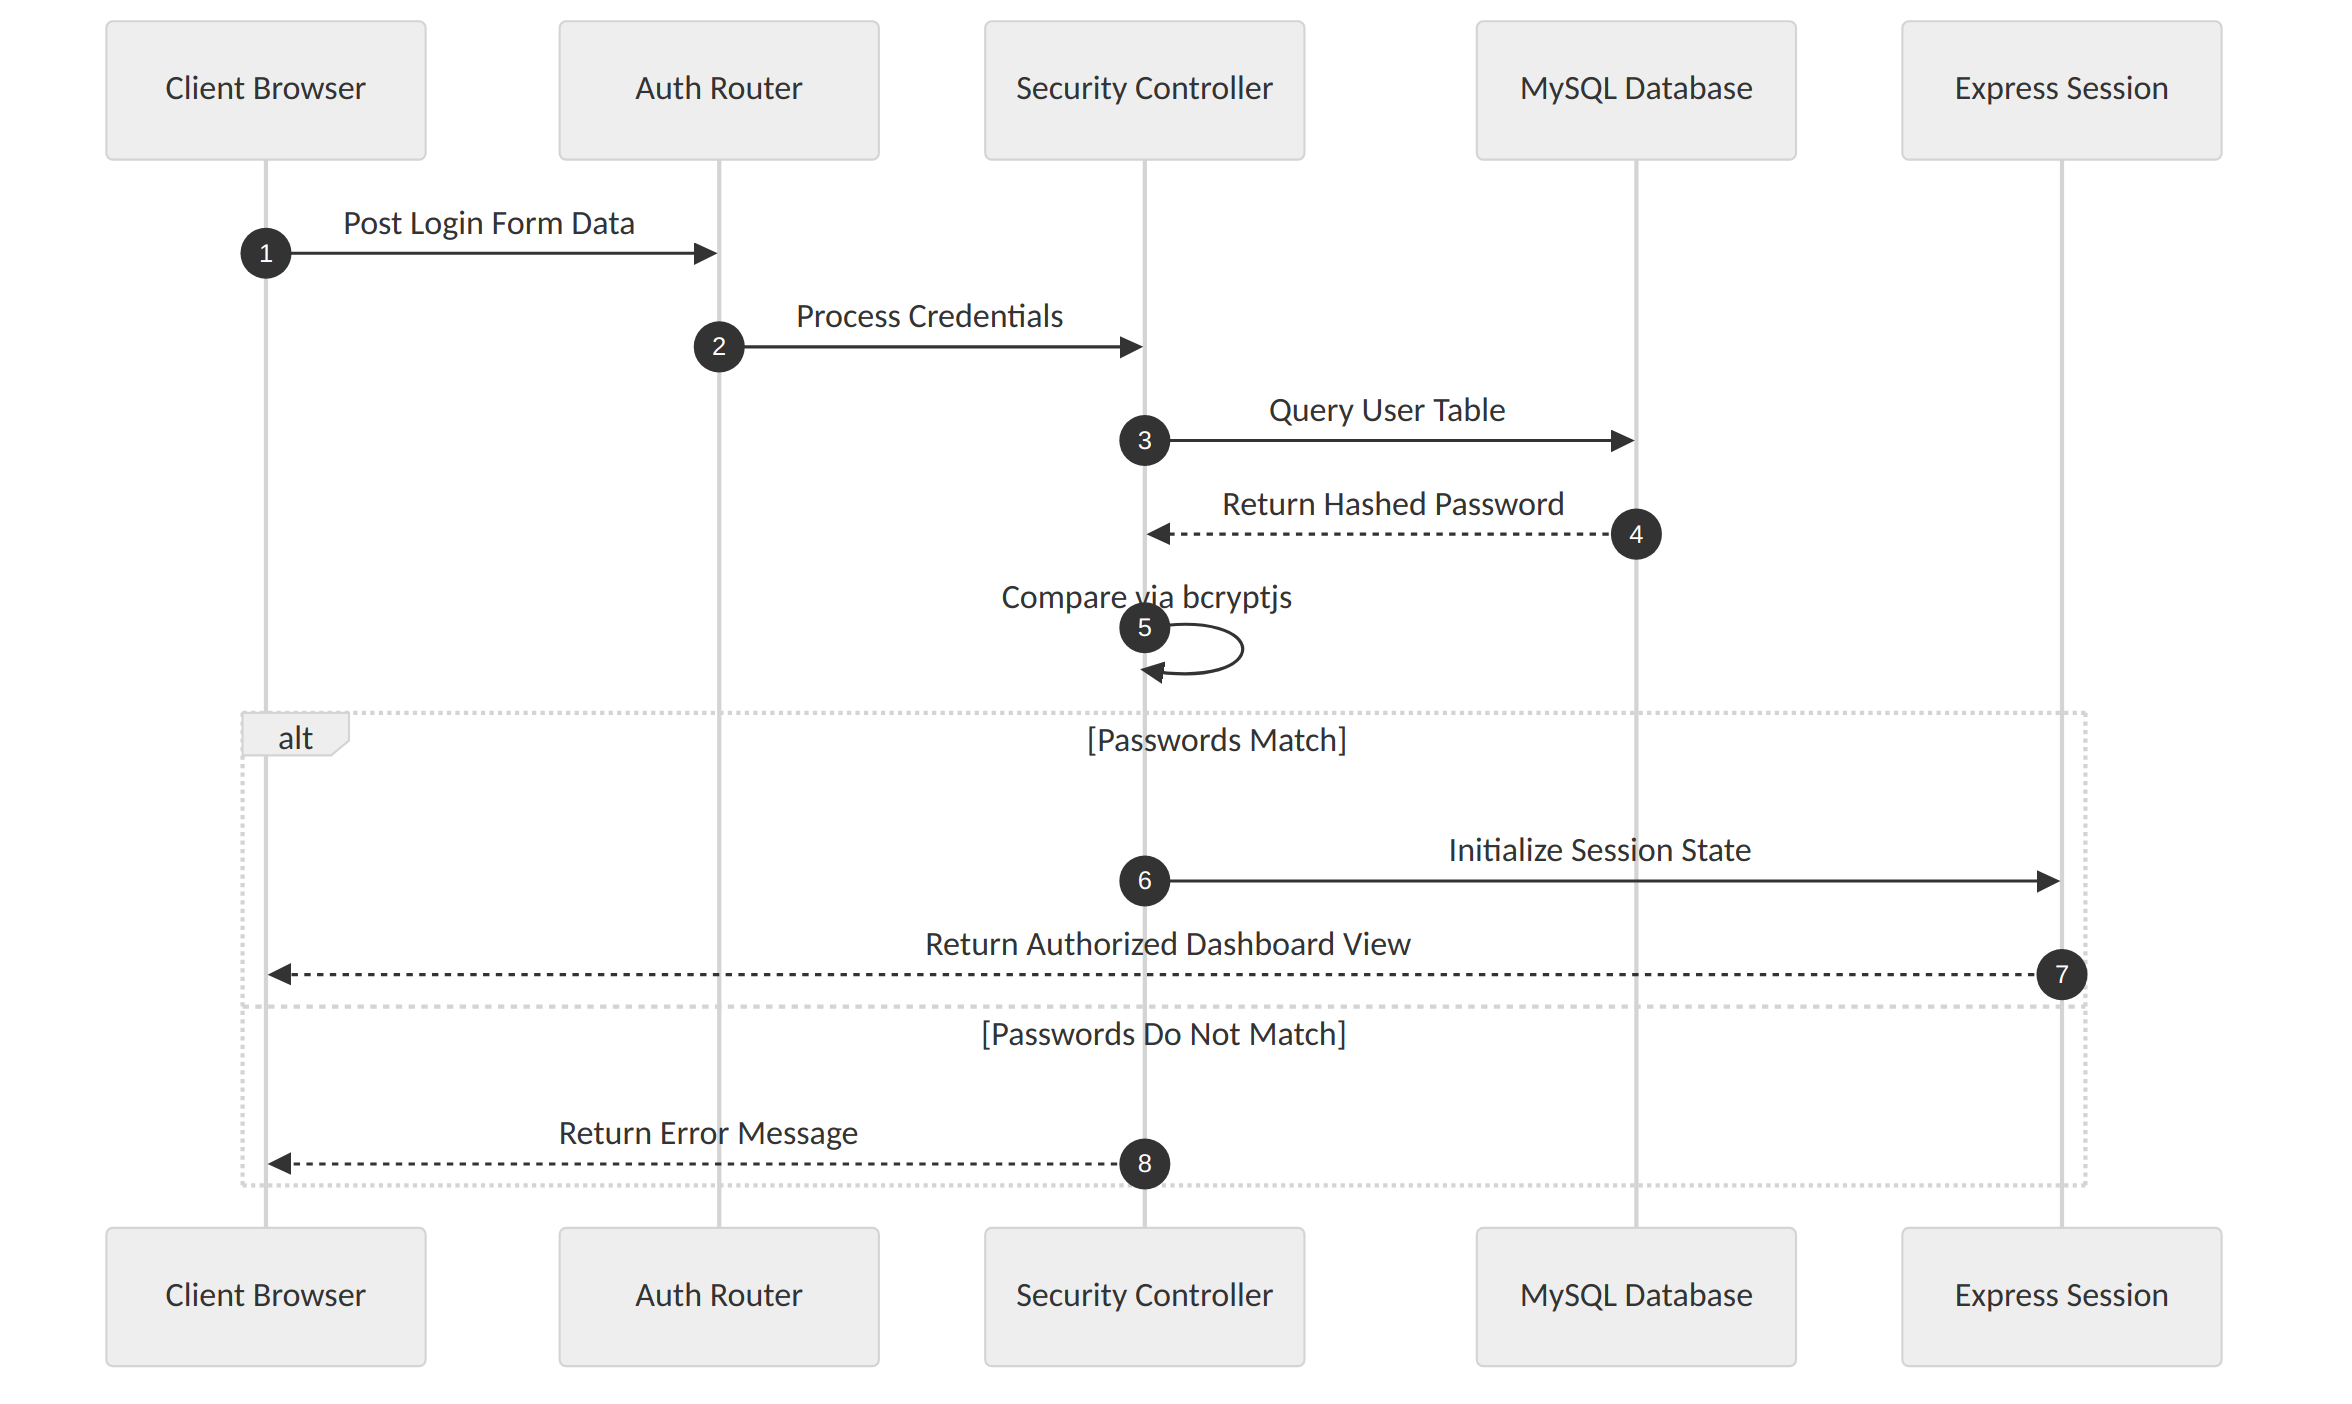 Client Browser
Auth Router
Security Controller
MySQL Database
Express Session
Post Login Form Data
1
Process Credentials
2
Query User Table
3
Return Hashed Password
4
Compare via bcryptjs
5
alt
[Passwords Match]
Initialize Session State
6
Return Authorized Dashboard View
7
[Passwords Do Not Match]
Return Error Message
8
Client Browser
Auth Router
Security Controller
MySQL Database
Express Session